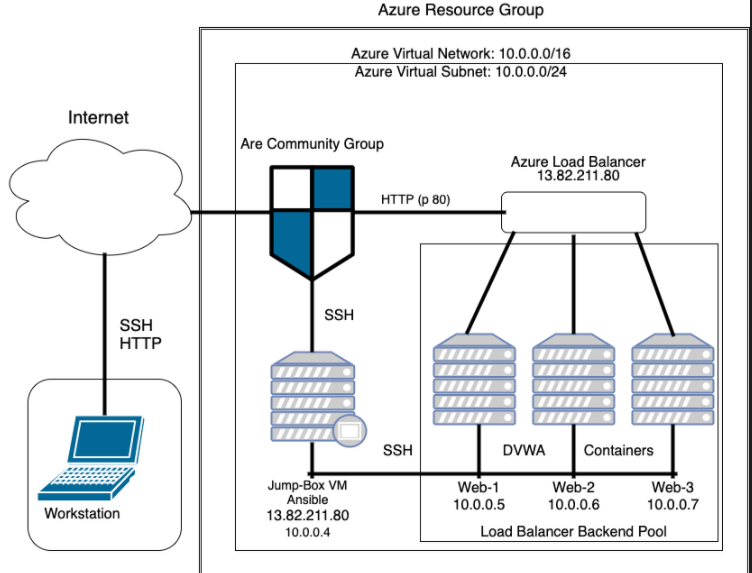 Azure Resource Group
Azure Virtual Network: 10.0.0.0/16
Azure Virtual Subnet: 10.0.0.0/24
Internet
Are Community Group
Azure Load Balancer
13.82.211.80
HTTP (p 80)
SSH
SSH
HTTP
SSH
DVWA
Containers
Workstation
Jump-Box VM
Ansible
13.82.211.80
10.0.0.4
Web-1
10.0.0.5
Web-2
10.0.0.6
Web-3
10.0.0.7
Load Balancer Backend Pool